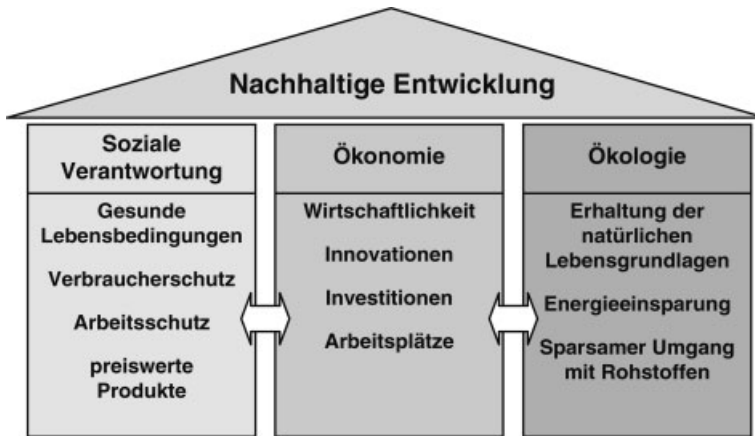 Nachhaltige Entwicklung
Soziale
Verantwortung
Gesunde
Lebensbedingungen
Verbraucherschutz
Arbeitsschutz
preiswerte
Produkte
Ökonomie
Wirtschaftlichkeit
Innovationen
Investitionen
Arbeitsplätze
Ökologie
Erhaltung der
natürlichen
Lebensgrundlagen
Energieeinsparung
Sparsamer Umgang
mit Rohstoffen